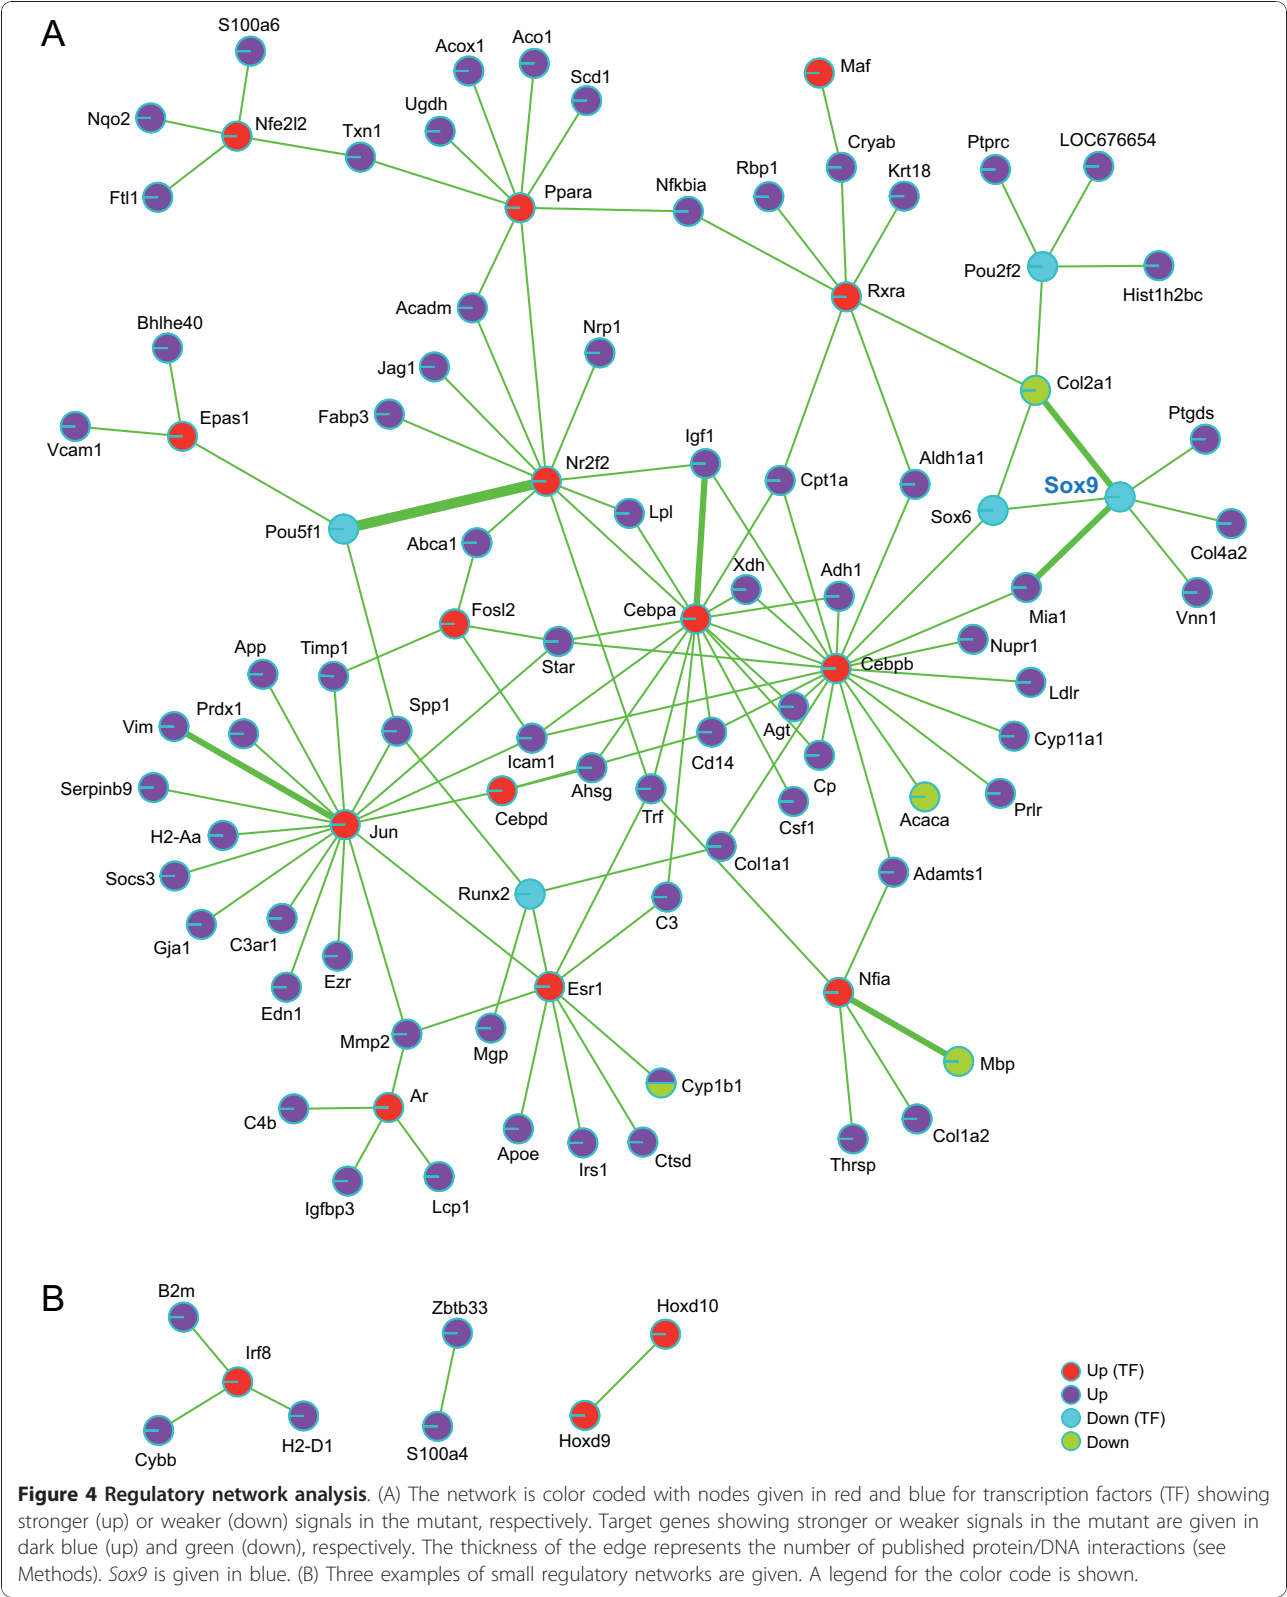 A
S100a6
Acox1
Aco1
Scd1
Maf
Nqo2
Nfe2l2
Txn1
Ugdh
Cryab
Ptprc
LOC676654
Ftl1
Ppara
Nfkbia
Rbp1
Krt18
Pou2f2
Hist1h2bc
Rxra
Acadm
Bhlhe40
Nrp1
Jag1
Col2a1
Fabp3
Epas1
Ptgds
Vcam1
Igf1
Nr2f2
Cpt1a
Aldh1a1
Sox9
Lpl
Sox6
Pou5f1
Abca1
Col4a2
Xdh
Adh1
Fosl2
Cebpa
Mia1
Vnn1
App
Timp1
Star
Cebpb
Nupr1
Ldlr
Prdx1
Spp1
Vim
Agt
Icam1
Cd14
Cyp11a1
Serpinb9
Cebpd
Ahsg
Trf
Cp
Csf1
Acaca
Prlr
H2-Aa
Jun
Col1a1
Socs3
Runx2
Adamts1
Gja1
C3ar1
C3
Ezr
Edn1
Esr1
Nfia
Mmp2
Mgp
Mbp
Cyp1b1
Ar
C4b
Apoe
Irs1
Ctsd
Thrsp
Col1a2
Igfbp3
Lcp1
B
B2m
Zbtb33
Hoxd10
Irf8
Cybb
H2-D1
S100a4
Hoxd9
Up (TF)
Up
Down (TF)
Down
Figure 4 Regulatory network analysis. (A) The network is color coded with nodes given in red and blue for transcription factors (TF) showing
stronger (up) or weaker (down) signals in the mutant, respectively. Target genes showing stronger or weaker signals in the mutant are given in
dark blue (up) and green (down), respectively. The thickness of the edge represents the number of published protein/DNA interactions (see
Methods). Sox9 is given in blue. (B) Three examples of small regulatory networks are given. A legend for the color code is shown.